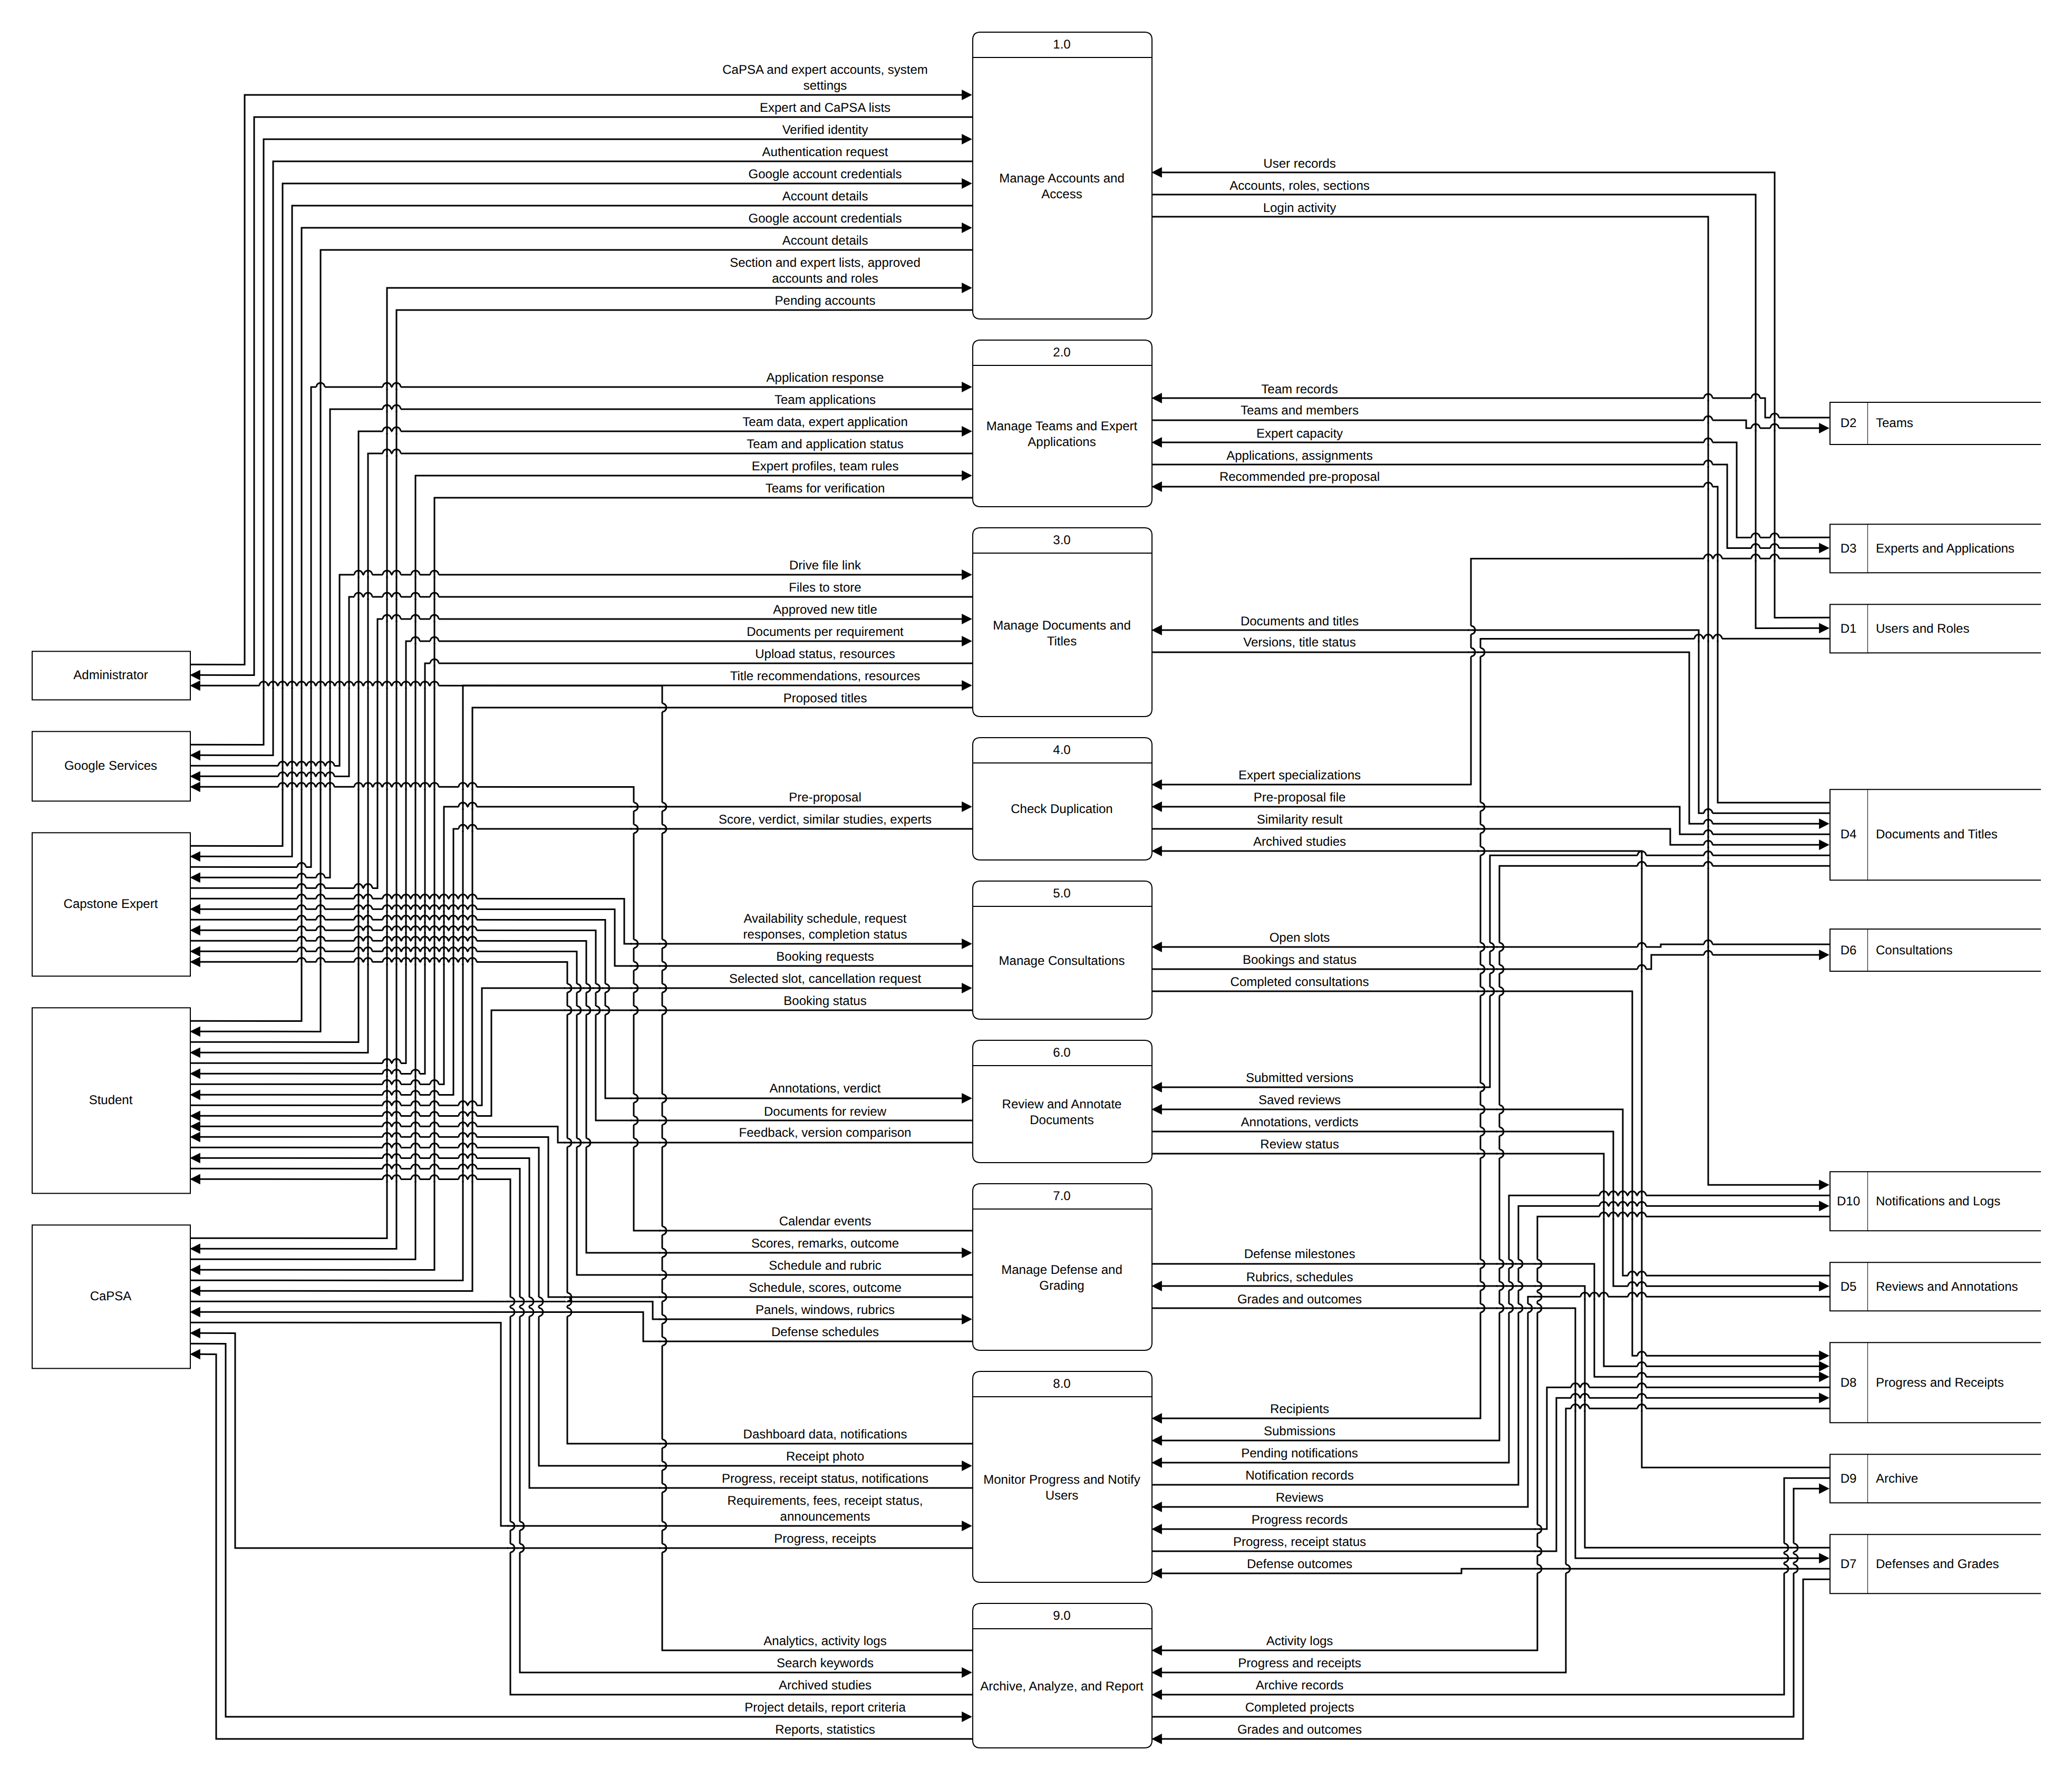 1.0
CaPSA and expert accounts, system
settings
Expert and CaPSA lists
Verified identity
Authentication request
Google account credentials
Account details
Google account credentials
Account details
Section and expert lists, approved
accounts and roles
Pending accounts
Manage Accounts and
Access
User records
Accounts, roles, sections
Login activity
2.0
Application response
Team applications
Team data, expert application
Team and application status
Expert profiles, team rules
Teams for verification
Manage Teams and Expert
Applications
Team records
Teams and members
Expert capacity
Applications, assignments
Recommended pre-proposal
3.0
Drive file link
Files to store
Approved new title
Documents per requirement
Upload status, resources
Title recommendations, resources
Proposed titles
Manage Documents and
Titles
Documents and titles
Versions, title status
4.0
Pre-proposal
Score, verdict, similar studies, experts
Check Duplication
Expert specializations
Pre-proposal file
Similarity result
Archived studies
5.0
Availability schedule, request
responses, completion status
Booking requests
Selected slot, cancellation request
Booking status
Manage Consultations
Open slots
Bookings and status
Completed consultations
6.0
Annotations, verdict
Documents for review
Feedback, version comparison
Review and Annotate
Documents
Submitted versions
Saved reviews
Annotations, verdicts
Review status
7.0
Calendar events
Scores, remarks, outcome
Schedule and rubric
Schedule, scores, outcome
Panels, windows, rubrics
Defense schedules
Manage Defense and
Grading
Defense milestones
Rubrics, schedules
Grades and outcomes
8.0
Dashboard data, notifications
Receipt photo
Progress, receipt status, notifications
Requirements, fees, receipt status,
announcements
Progress, receipts
Monitor Progress and Notify
Users
Recipients
Submissions
Pending notifications
Notification records
Reviews
Progress records
Progress, receipt status
Defense outcomes
9.0
Analytics, activity logs
Search keywords
Archived studies
Project details, report criteria
Reports, statistics
Archive, Analyze, and Report
Activity logs
Progress and receipts
Archive records
Completed projects
Grades and outcomes
Administrator
Google Services
Capstone Expert
Student
CaPSA
D2 Teams
D3 Experts and Applications
D1 Users and Roles
D4 Documents and Titles
D6 Consultations
D10 Notifications and Logs
D5 Reviews and Annotations
D8 Progress and Receipts
D9 Archive
D7 Defenses and Grades